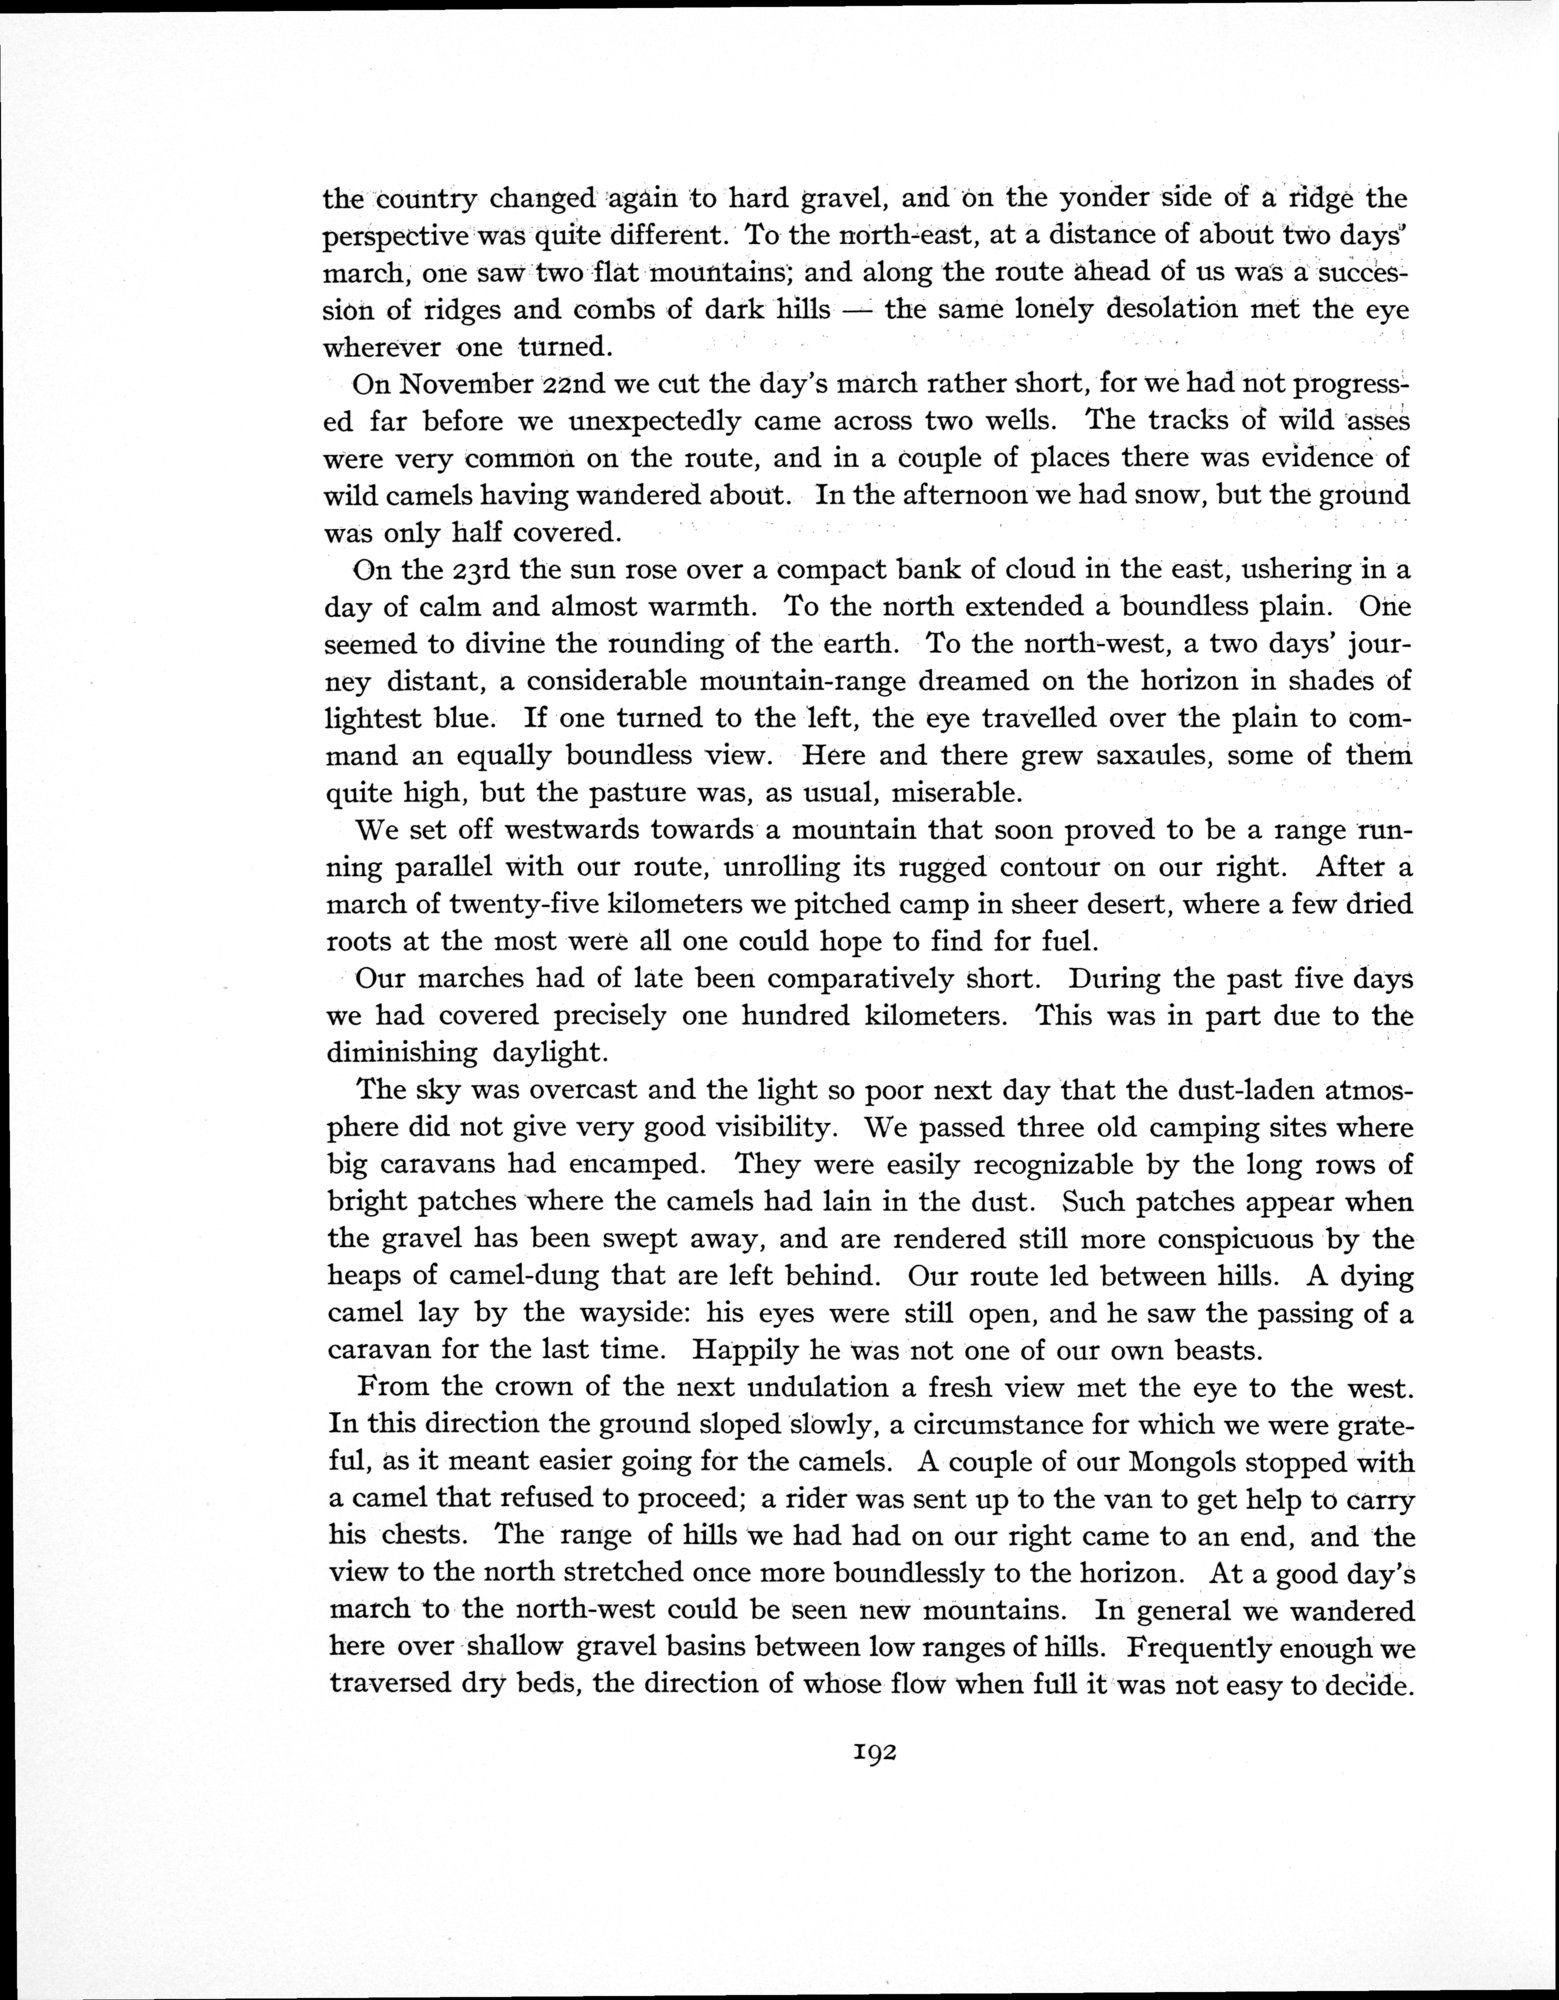 the country changed again to hard gravel, and on the yonder side of a ridge the
perspective was quite different. To the north-east, at a distance of about two days'
march, one saw two flat mountains; and along the route ahead of us was a succes-
sion of ridges and combs of dark hills — the same lonely desolation met the eye
wherever one turned.
On November 22nd we cut the day's march rather short, for we had not progress-
ed far before we unexpectedly came across two wells. The tracks of wild asses
were very common on the route, and in a couple of places there was evidence of
wild camels having wandered about. In the afternoon we had snow, but the ground
was only half covered.
On the 23rd the sun rose over a compact bank of cloud in the east, ushering in a
day of calm and almost warmth. To the north extended a boundless plain. One
seemed to divine the rounding of the earth. To the north-west, a two days' jour-
ney distant, a considerable mountain-range dreamed on the horizon in shades of
lightest blue. If one turned to the left, the eye travelled over the plain to com-
mand an equally boundless view. Here and there grew saxaules, some of them
quite high, but the pasture was, as usual, miserable.
We set off westwards towards a mountain that soon proved to be a range run-
ning parallel with our route, unrolling its rugged contour on our right. After a
march of twenty-five kilometers we pitched camp in sheer desert, where a few dried
roots at the most were all one could hope to find for fuel.
Our marches had of late been comparatively short. During the past five days
we had covered precisely one hundred kilometers. This was in part due to the
diminishing daylight.
The sky was overcast and the light so poor next day that the dust-laden atmos-
phere did not give very good visibility. We passed three old camping sites where
big caravans had encamped. They were easily recognizable by the long rows of
bright patches where the camels had lain in the dust. Such patches appear when
the gravel has been swept away, and are rendered still more conspicuous by the
heaps of camel-dung that are left behind. Our route led between hills. A dying
camel lay by the wayside: his eyes were still open, and he saw the passing of a
caravan for the last time. Happily he was not one of our own beasts.
From the crown of the next undulation a fresh view met the eye to the west.
In this direction the ground sloped slowly, a circumstance for which we were grate-
ful, as it meant easier going for the camels. A couple of our Mongols stopped with
a camel that refused to proceed; a rider was sent up to the van to get help to carry
his chests. The range of hills we had had on our right came to an end, and the
view to the north stretched once more boundlessly to the horizon. At a good day's
march to the north-west could be seen new mountains. In general we wandered
here over shallow gravel basins between low ranges of hills. Frequently enough we
traversed dry beds, the direction of whose flow when full it was not easy to decide.
192